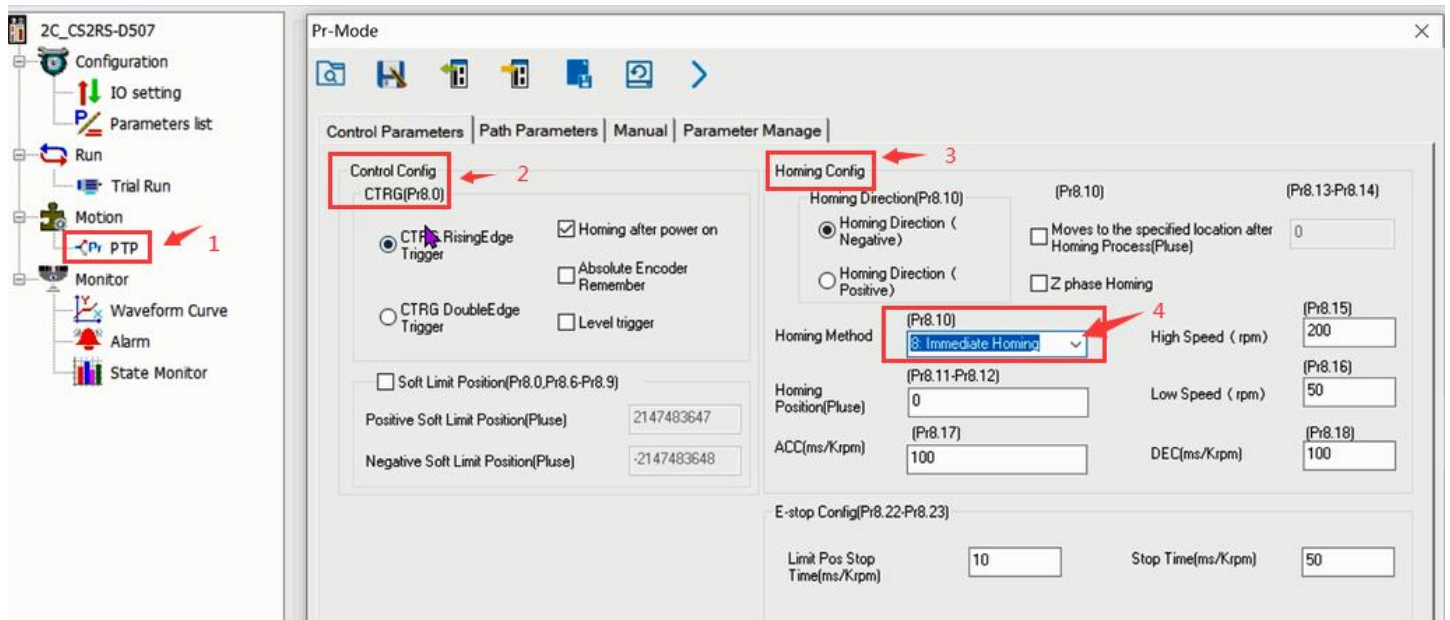 2C_CS2RS-D507
Configuration
IO setting
Parameters list
Run
Trial Run
Motion
Pr PTP
1
Monitor
Waveform Curve
Alarm
State Monitor
Pr-Mode
Control Parameters
Path Parameters
Manual
Parameter Manage
Control Config
2
CTRG(Pr8.0)
RisingEdge
Trigger
CTRG DoubleEdge
Trigger
Homing after power on
Absolute Encoder
Remember
Level trigger
Soft Limit Position(Pr8.0,Pr8.6-Pr8.9)
Positive Soft Limit Position(Pluse)
2147483647
Negative Soft Limit Position(Pluse)
-2147483648
Homing Config
3
Homing Direction(Pr8.10)
Homing Direction (
Negative)
Homing Direction (
Positive)
(Pr8.10)
(Pr8.13-Pr8.14)
Moves to the specified location after
Homing Process(Pluse)
0
Z phase Homing
4
Homing Method
(Pr8.10)
8: Immediate Homing
High Speed (rpm)
(Pr8.15)
200
Homing
Position(Pluse)
(Pr8.11-Pr8.12)
0
Low Speed (rpm)
(Pr8.16)
50
ACC(ms/Krpm)
(Pr8.17)
100
DEC(ms/Krpm)
(Pr8.18)
100
E-stop Config(Pr8.22-Pr8.23)
Limit Pos Stop
Time(ms/Krpm)
10
Stop Time(ms/Krpm)
50